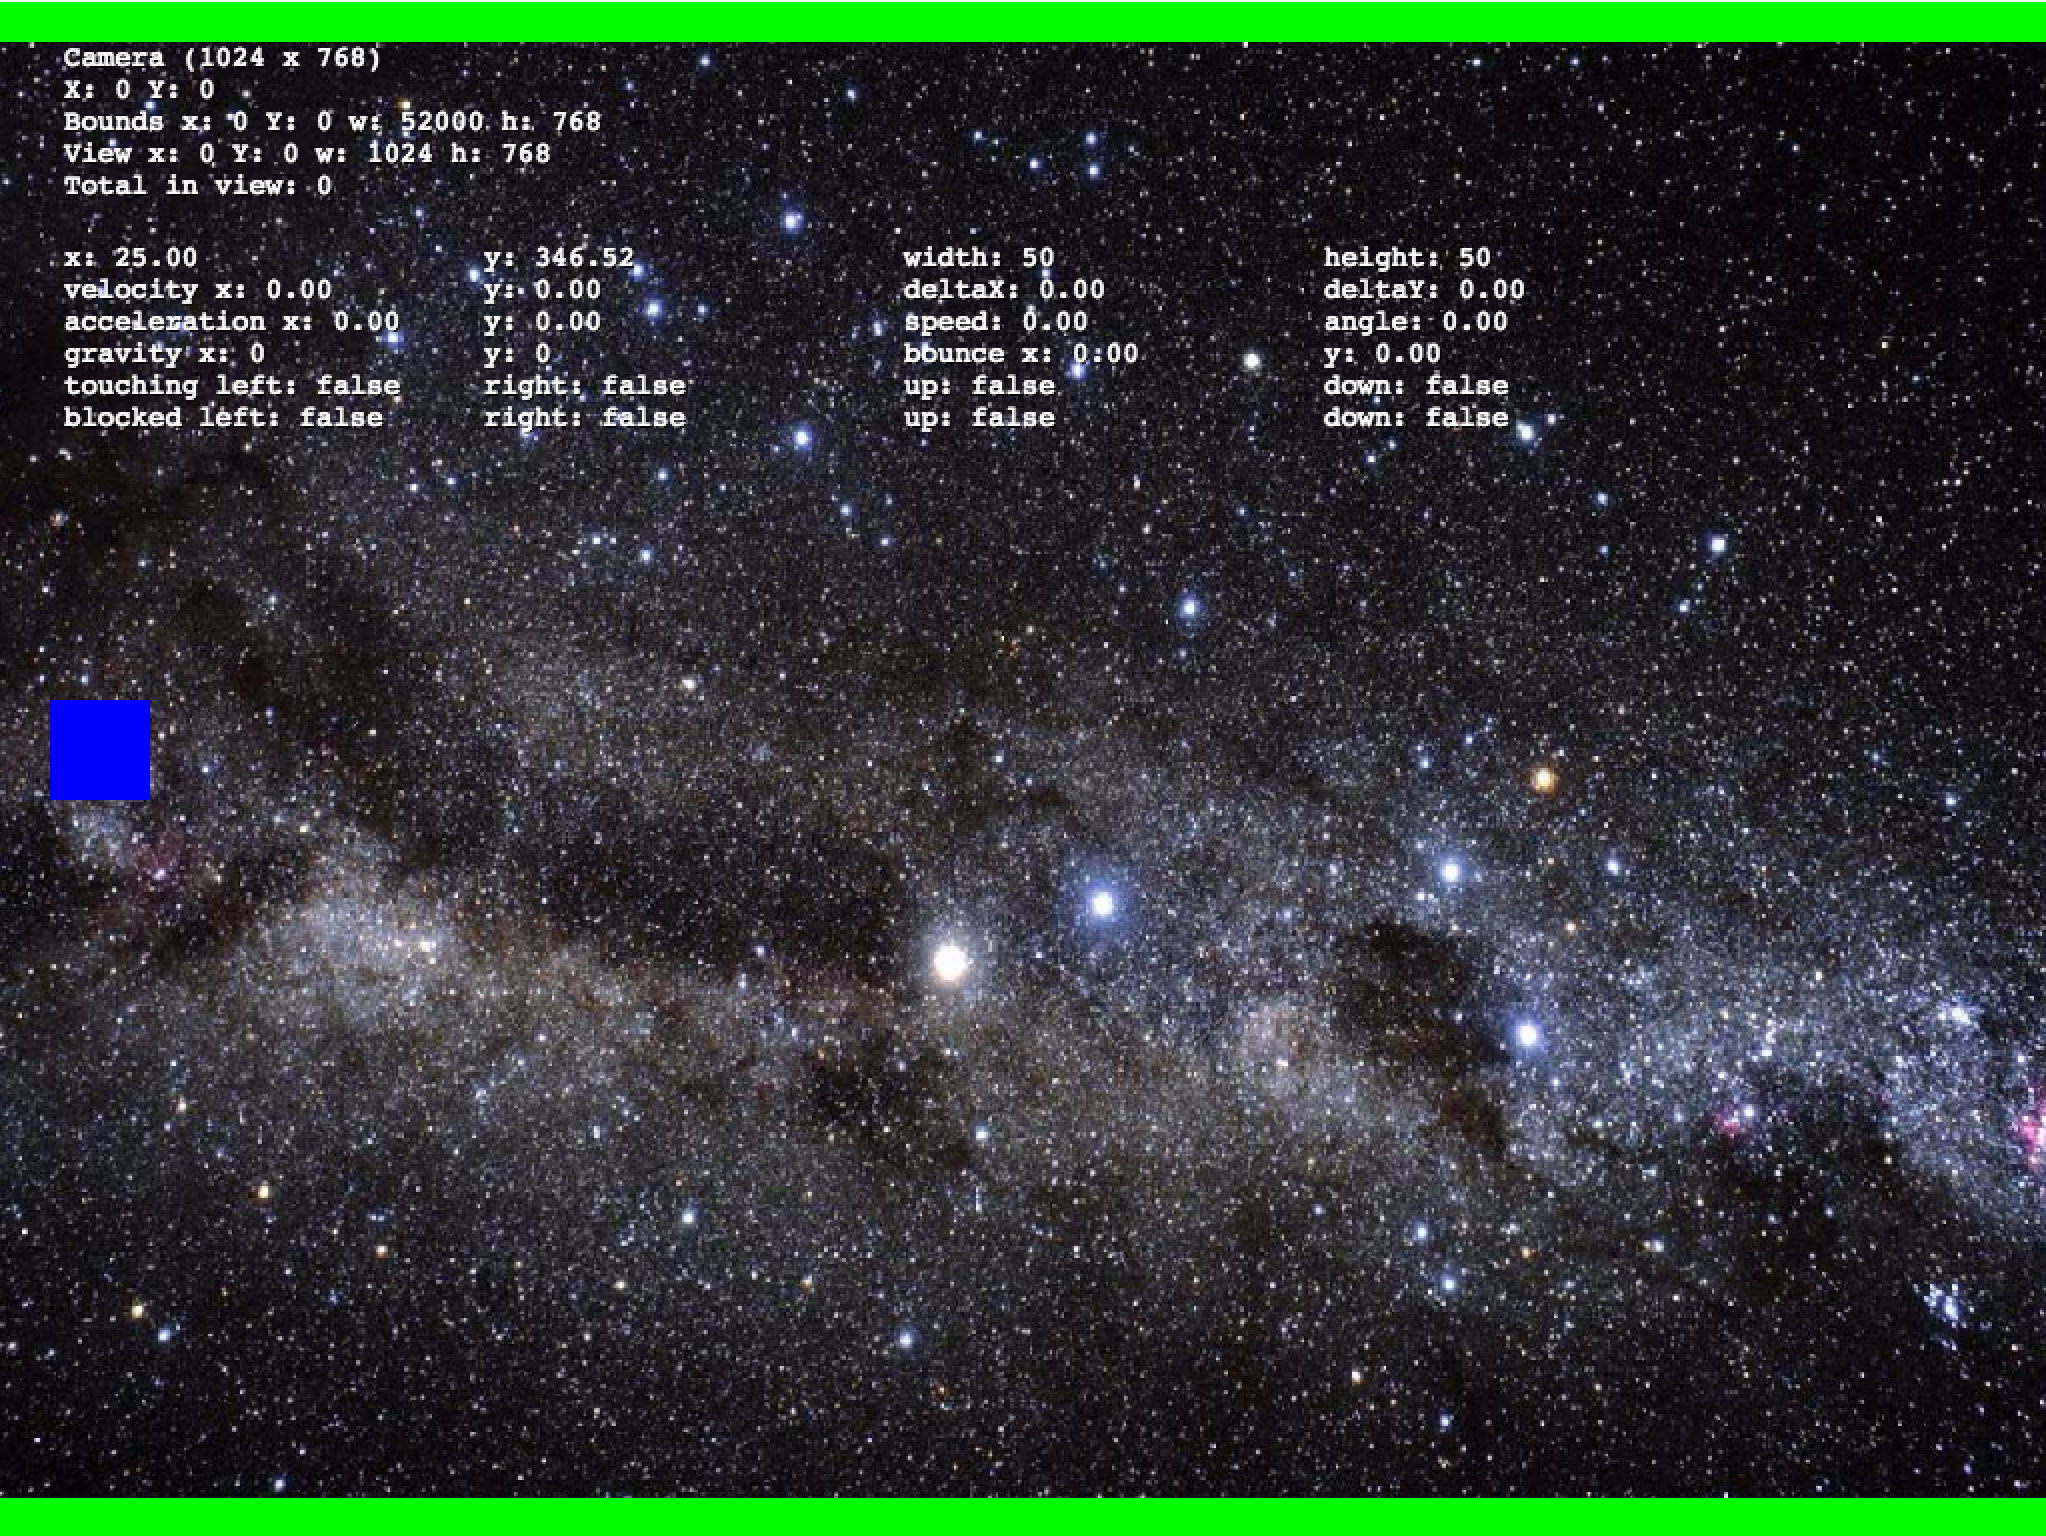 Camera (1024 x 768)
X: 0 Y: 0
Bounds x: 0 Y: 0 w: 52000 h: 768
View x: 0 Y: 0 w: 1024 h: 768
Total in view: 0
x: 25.00 y: 346.52 width: 50 height: 50
velocity x: 0.00 y: 0.00 deltaX: 0.00 deltaY: 0.00
acceleration x: 0.00 y: 0.00 speed: 0.00 angle: 0.00
gravity x: 0 y: 0 bounce x: 0.00 y: 0.00
touching left: false right: false up: false down: false
blocked left: false right: false up: false down: false